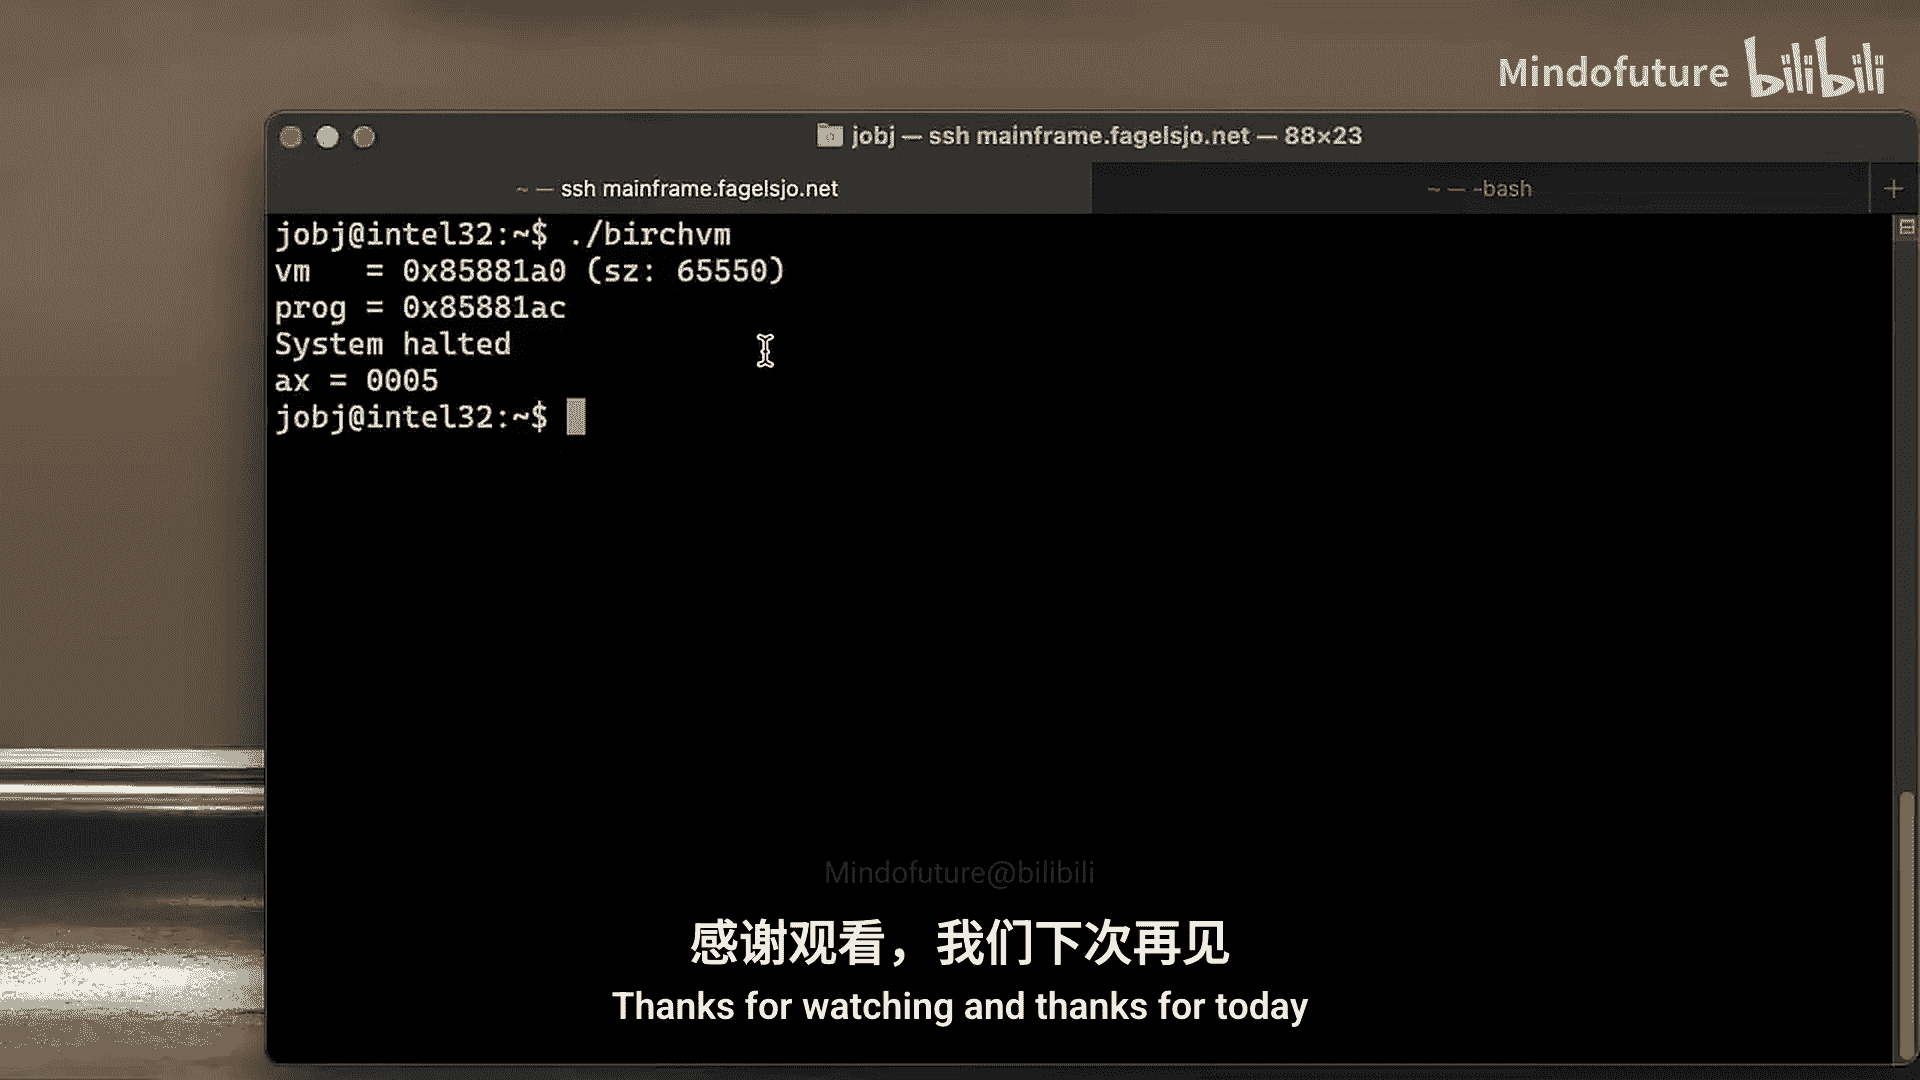 Mindofuture bilibili
jobj — ssh mainframe.fagelsjo.net — 88×23
~ — ssh mainframe.fagelsjo.net
~ — -bash
+
jobj@intel32:~$ ./birchvm
vm   = 0x85881a0 (sz: 65550)
prog = 0x85881ac
System halted
ax = 0005
jobj@intel32:~$
Mindofuture@bilibili
感谢观看，我们下次再见
Thanks for watching and thanks for today